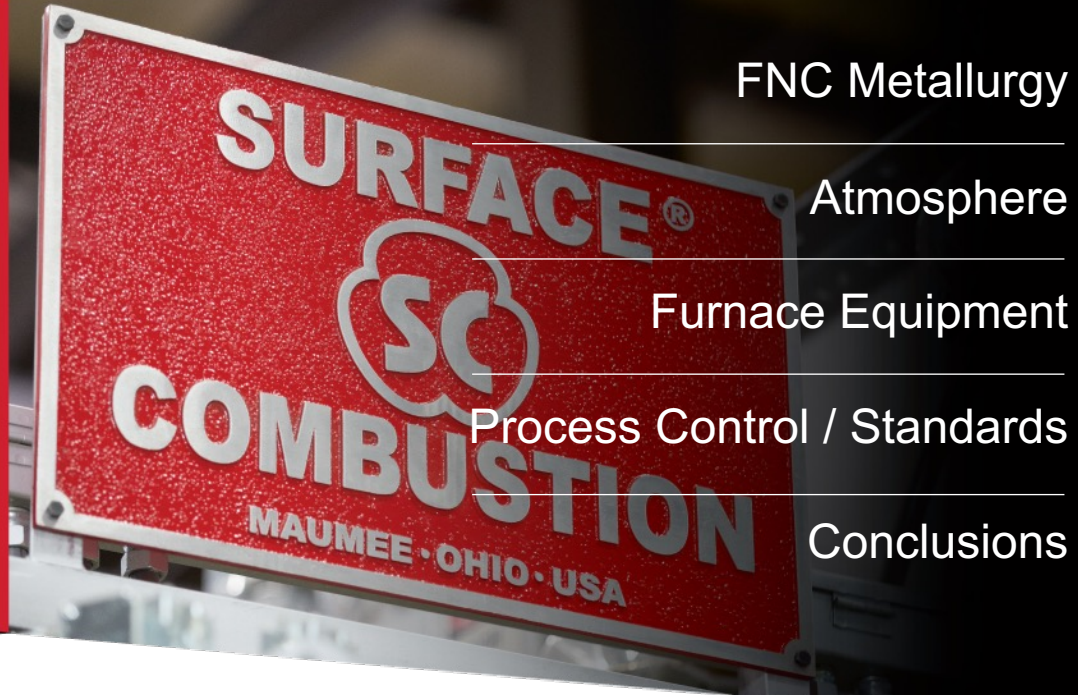 SURFACE®
SC
COMBUSTION
MAUMEE · OHIO · USA
FNC Metallurgy
Atmosphere
Furnace Equipment
Process Control / Standards
Conclusions